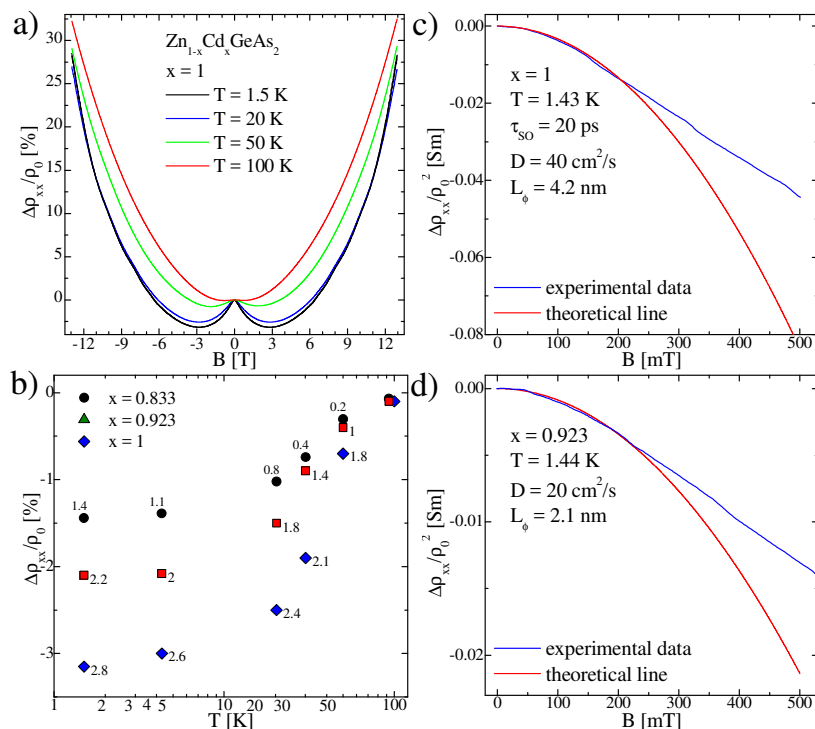 a)
Zn1-xCdxGeAs2
x = 1
T = 1.5 K
T = 20 K
T = 50 K
T = 100 K
30
25
20
15
10
5
0
-12 -9 -6 -3 0 3 6 9 12
Δρxx/ρ0 [%]
B [T]
b)
x = 0.833
x = 0.923
x = 1
0
-1
-2
-3
1.4
1.1
0.8
0.4
0.2
1
1.8
2.2
2
1.8
1.4
2.1
2.4
2.8
2.6
1 2 3 4 5 10 20 30 50 100
Δρxx/ρ0 [%]
T [K]
c)
x = 1
T = 1.43 K
τSO = 20 ps
D = 40 cm²/s
Lϕ = 4.2 nm
experimental data
theoretical line
0.00
-0.02
-0.04
-0.06
-0.08
0 100 200 300 400 500
Δρxx/ρ0² [Sm]
B [mT]
d)
x = 0.923
T = 1.44 K
D = 20 cm²/s
Lϕ = 2.1 nm
experimental data
theoretical line
0.00
-0.01
-0.02
0 100 200 300 400 500
Δρxx/ρ0² [Sm]
B [mT]